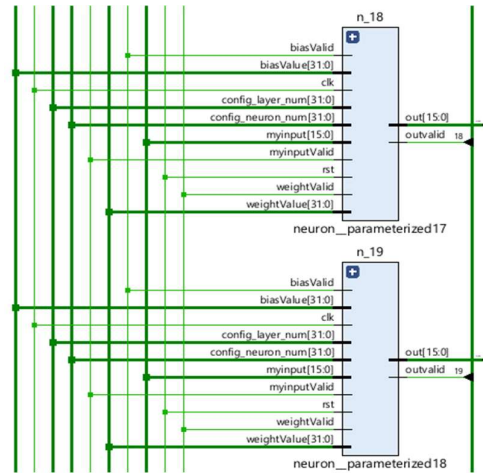 n_18
biasValid
biasValue[31:0]
clk
config_layer_num[31:0]
config_neuron_num[31:0]
myinput[15:0]
myinputValid
rst
weightValid
weightValue[31:0]
out[15:0]
outvalid 18
neuron__parameterized17
n_19
biasValid
biasValue[31:0]
clk
config_layer_num[31:0]
config_neuron_num[31:0]
myinput[15:0]
myinputValid
rst
weightValid
weightValue[31:0]
out[15:0]
outvalid 19
neuron__parameterized18